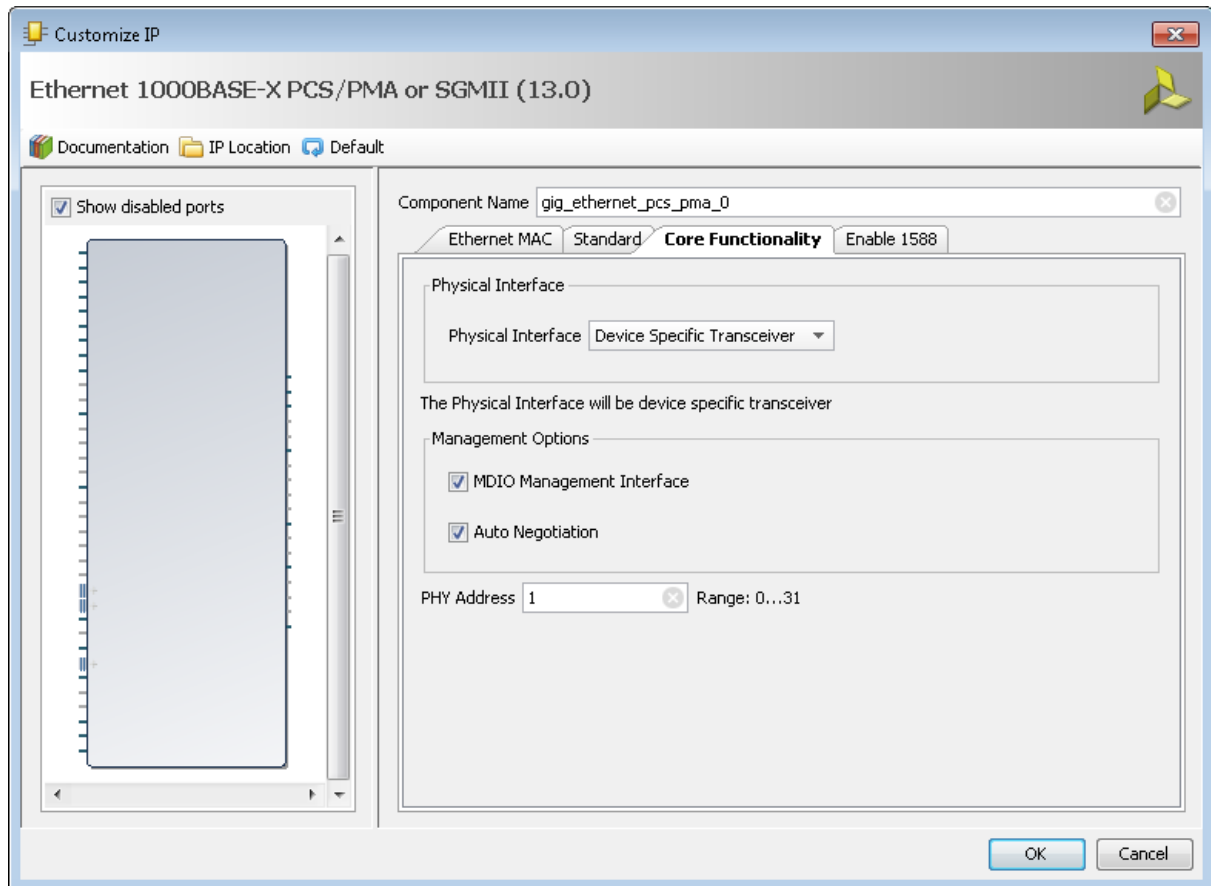 Customize IP
Ethernet 1000BASE-X PCS/PMA or SGMII (13.0)
Documentation IP Location Default
Show disabled ports
Component Name gig_ethernet_pcs_pma_0
Ethernet MAC Standard Core Functionality Enable 1588
Physical Interface
Physical Interface Device Specific Transceiver
The Physical Interface will be device specific transceiver
Management Options
MDIO Management Interface
Auto Negotiation
PHY Address 1 Range: 0...31
OK Cancel